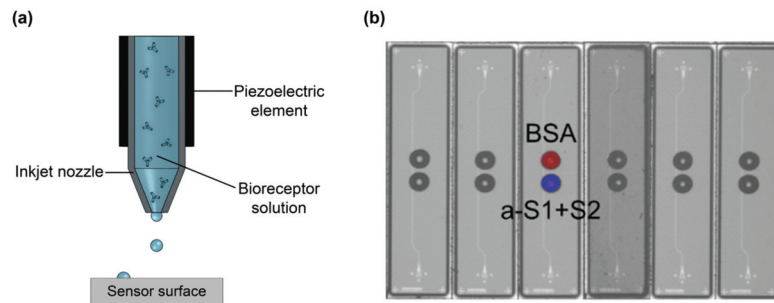 (a)
Piezoelectric
element
Inkjet nozzle
Bioreceptor
solution
Sensor surface
(b)
BSA
a-S1+S2